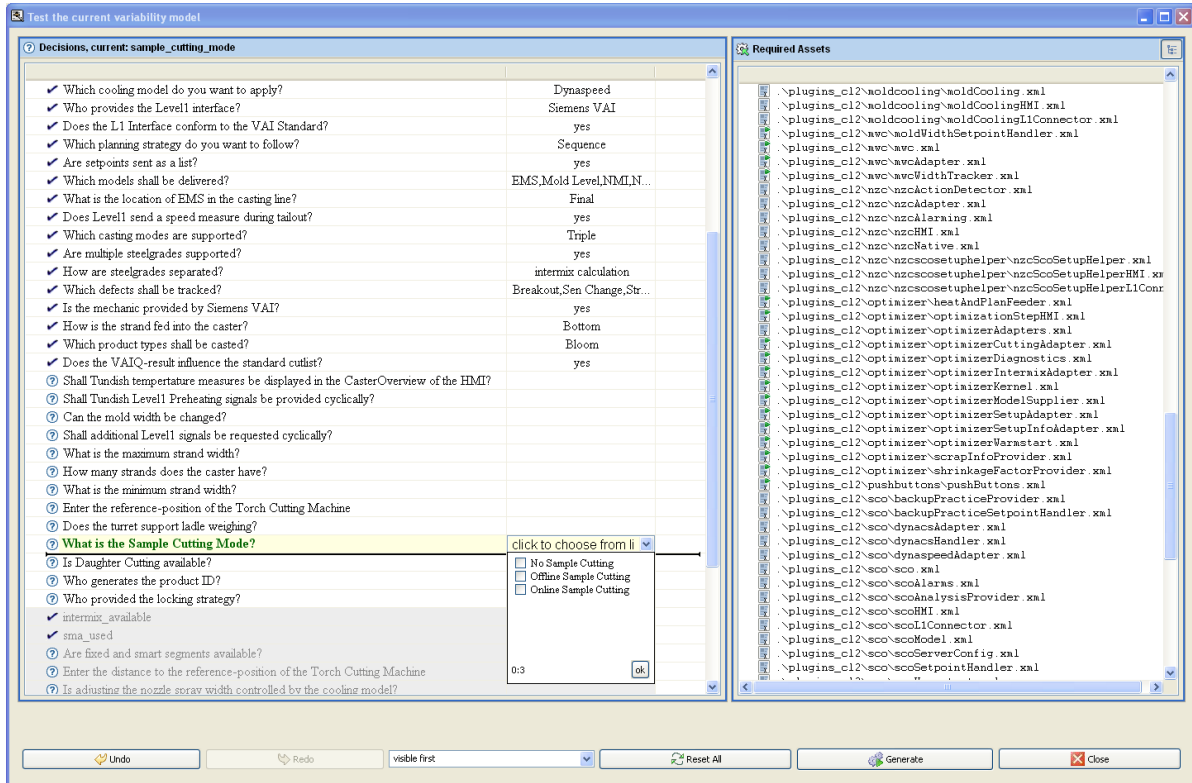 Test the current variability model
Decisions, current: sample_cutting_mode
Which cooling model do you want to apply? Dynaspeed
Who provides the Level1 interface? Siemens VAI
Does the L1 Interface conform to the VAI Standard? yes
Which planning strategy do you want to follow? Sequence
Are setpoints sent as a list? yes
Which models shall be delivered? EMS,Mold Level,NMI,N...
What is the location of EMS in the casting line? Final
Does Level1 send a speed measure during tailout? yes
Which casting modes are supported? Triple
Are multiple steelgrades supported? yes
How are steelgrades separated? intermix calculation
Which defects shall be tracked? Breakout,Sen Change,Str...
Is the mechanic provided by Siemens VAI? yes
How is the strand fed into the caster? Bottom
Which product types shall be casted? Bloom
Does the VAIQ-result influence the standard cutlist? yes
Shall Tundish tempertature measures be displayed in the CasterOverview of the HMI?
Shall Tundish Level1 Preheating signals be provided cyclically?
Can the mold width be changed?
Shall additional Level1 signals be requested cyclically?
What is the maximum strand width?
How many strands does the caster have?
What is the minimum strand width?
Enter the reference-position of the Torch Cutting Machine
Does the turret support ladle weighing?
What is the Sample Cutting Mode? click to choose from li
Is Daughter Cutting available?
Who generates the product ID?
Who provided the locking strategy?
intermix_available
sma_used
Are fixed and smart segments available?
Enter the distance to the reference-position of the Torch Cutting Machine
Is adjusting the nozzle spray width controlled by the cooling model?
No Sample Cutting
Offline Sample Cutting
Online Sample Cutting
0:3 ok
Required Assets
.\plugins_cl2\moldcooling\moldCooling.xml
.\plugins_cl2\moldcooling\moldCoolingHMI.xml
.\plugins_cl2\moldcooling\moldCoolingL1Connector.xml
.\plugins_cl2\mwc\moldWidthSetpointHandler.xml
.\plugins_cl2\mwc\mwc.xml
.\plugins_cl2\mwc\mwcAdapter.xml
.\plugins_cl2\mwc\mwcWidthTracker.xml
.\plugins_cl2\nzc\nzcActionDetector.xml
.\plugins_cl2\nzc\nzcAdapter.xml
.\plugins_cl2\nzc\nzcAlarming.xml
.\plugins_cl2\nzc\nzcHMI.xml
.\plugins_cl2\nzc\nzcNative.xml
.\plugins_cl2\nzc\nzcscosetuphelper\nzcScoSetupHelper.xml
.\plugins_cl2\nzc\nzcscosetuphelper\nzcScoSetupHelperHMI.xm
.\plugins_cl2\nzc\nzcscosetuphelper\nzcScoSetupHelperL1Conn
.\plugins_cl2\optimizer\heatAndPlanFeeder.xml
.\plugins_cl2\optimizer\optimizationStepHMI.xml
.\plugins_cl2\optimizer\optimizerAdapters.xml
.\plugins_cl2\optimizer\optimizerCuttingAdapter.xml
.\plugins_cl2\optimizer\optimizerDiagnostics.xml
.\plugins_cl2\optimizer\optimizerIntermixAdapter.xml
.\plugins_cl2\optimizer\optimizerKernel.xml
.\plugins_cl2\optimizer\optimizerModelSupplier.xml
.\plugins_cl2\optimizer\optimizerSetupAdapter.xml
.\plugins_cl2\optimizer\optimizerSetupInfoAdapter.xml
.\plugins_cl2\optimizer\optimizerWarmstart.xml
.\plugins_cl2\optimizer\scrapInfoProvider.xml
.\plugins_cl2\optimizer\shrinkageFactorProvider.xml
.\plugins_cl2\pushbuttons\pushButtons.xml
.\plugins_cl2\sco\backupPracticeProvider.xml
.\plugins_cl2\sco\backupPracticeSetpointHandler.xml
.\plugins_cl2\sco\dynacsAdapter.xml
.\plugins_cl2\sco\dynacsHandler.xml
.\plugins_cl2\sco\dynaspeedAdapter.xml
.\plugins_cl2\sco\sco.xml
.\plugins_cl2\sco\scoAlarms.xml
.\plugins_cl2\sco\scoAnalysisProvider.xml
.\plugins_cl2\sco\scoHMI.xml
.\plugins_cl2\sco\scoL1Connector.xml
.\plugins_cl2\sco\scoModel.xml
.\plugins_cl2\sco\scoServerConfig.xml
.\plugins_cl2\sco\scoSetpointHandler.xml
Undo
Redo
visible first
Reset All
Generate
Close